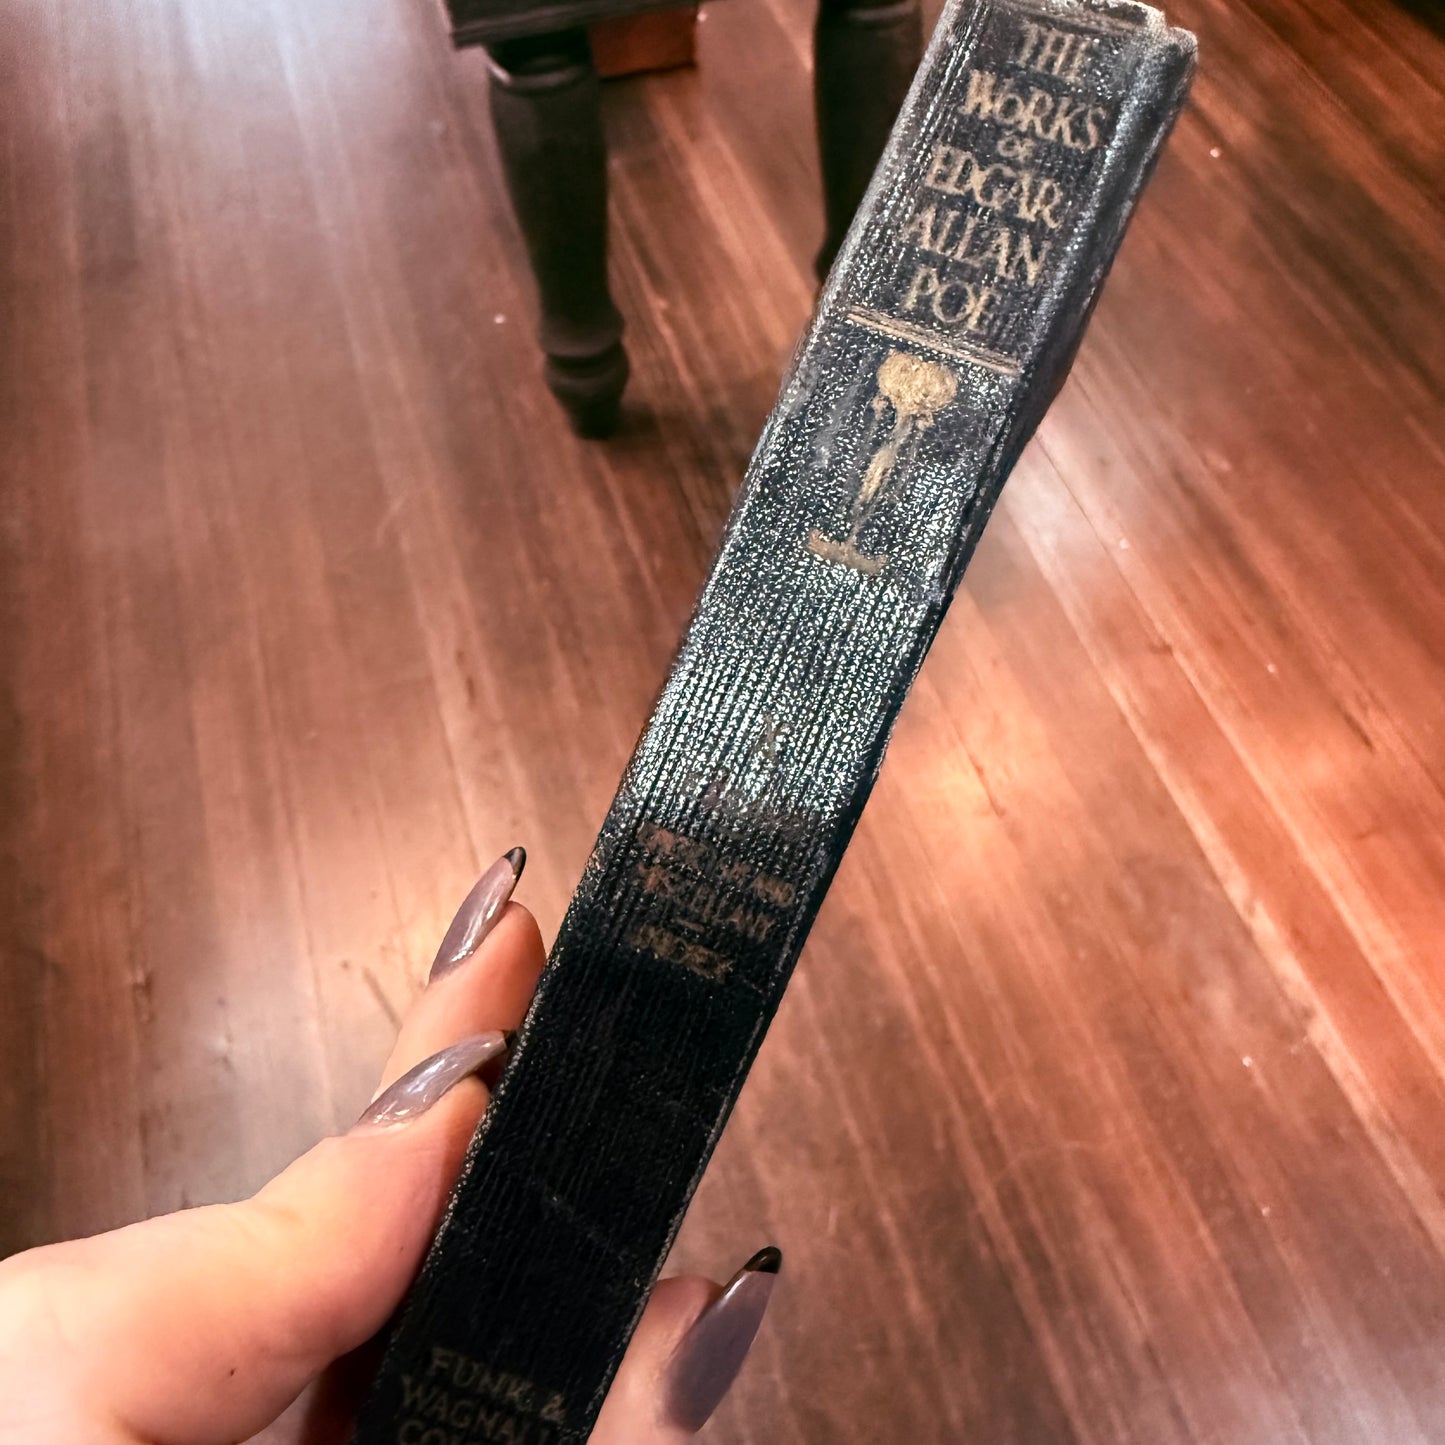 THE
WORKS
OF
EDGAR
ALLAN
POE
X
MISCELLANY
INDEX
FUNK &
WAGNALLS